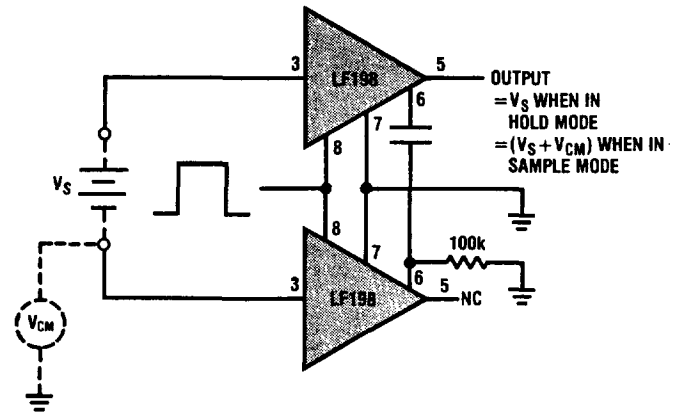 3
LF198
5
OUTPUT
= VS WHEN IN
HOLD MODE
= (VS + VCM) WHEN IN
SAMPLE MODE
6
7
8
VS
8
7
100k
6
3
LF198
5
NC
VCM